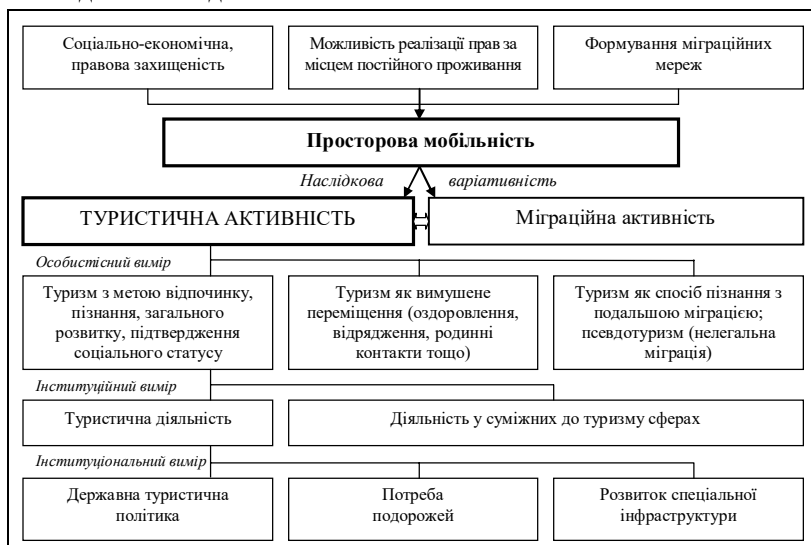 Соціально-економічна,
правова захищеність
Можливість реалізації прав за
місцем постійного проживання
Формування міграційних
мереж
Просторова мобільність
Наслідкова варіативність
ТУРИСТИЧНА АКТИВНІСТЬ
Міграційна активність
Особистісний вимір
Туризм з метою відпочинку,
пізнання, загального
розвитку, підтвердження
соціального статусу
Туризм як вимушене
переміщення (оздоровлення,
відрядження, родинні
контакти тощо)
Туризм як спосіб пізнання з
подальшою міграцією;
псевдотуризм (нелегальна
міграція)
Інституційний вимір
Туристична діяльність
Діяльність у суміжних до туризму сферах
Інституціональний вимір
Державна туристична
політика
Потреба
подорожей
Розвиток спеціальної
інфраструктури